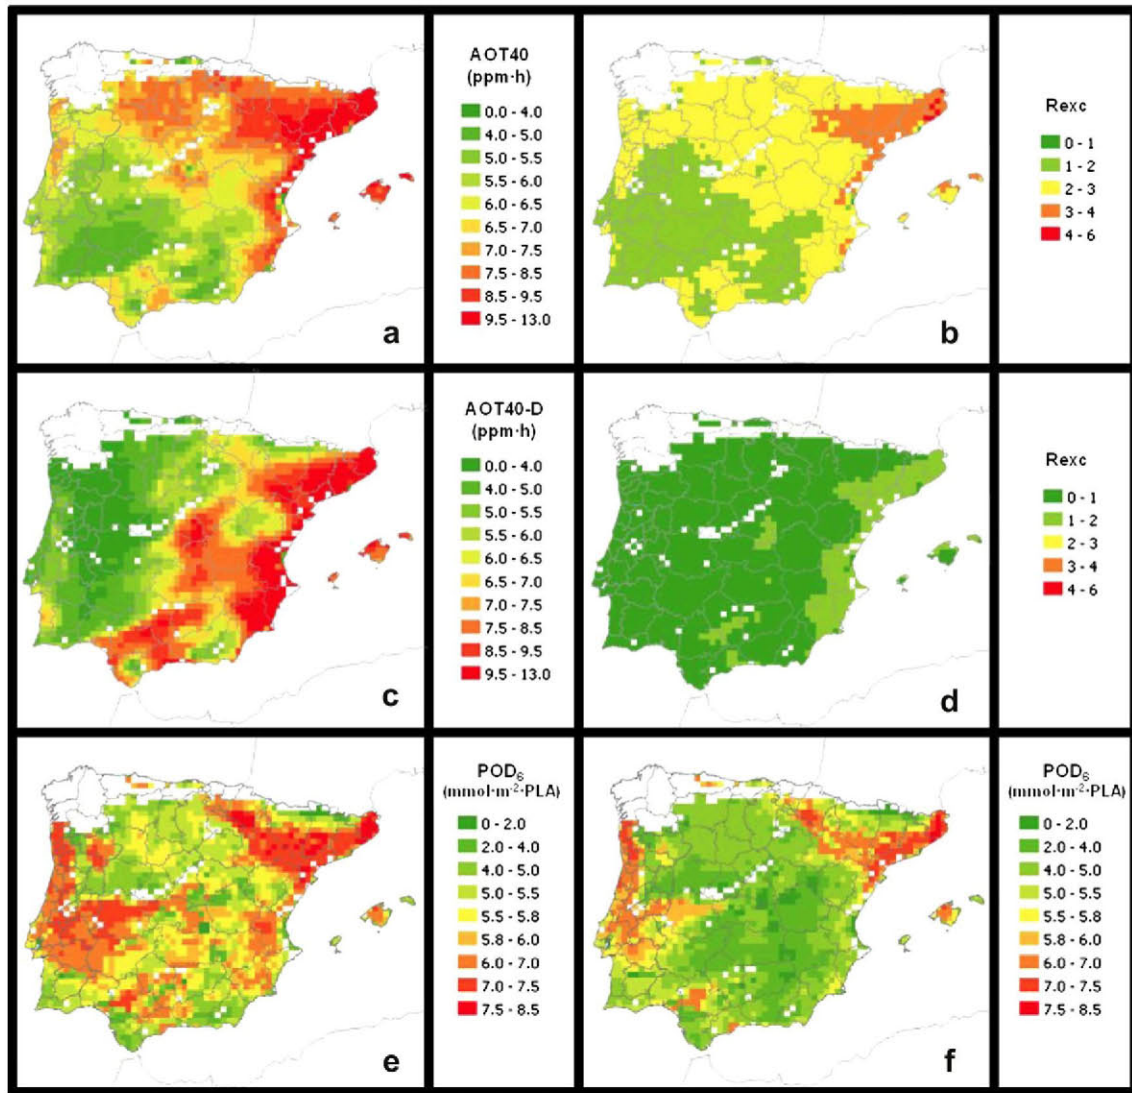 AOT40
(ppm·h)
0.0 - 4.0
4.0 - 5.0
5.0 - 5.5
5.5 - 6.0
6.0 - 6.5
6.5 - 7.0
7.0 - 7.5
7.5 - 8.5
8.5 - 9.5
9.5 - 13.0
a
Rexc
0 - 1
1 - 2
2 - 3
3 - 4
4 - 6
b
AOT40-D
(ppm·h)
0.0 - 4.0
4.0 - 5.0
5.0 - 5.5
5.5 - 6.0
6.0 - 6.5
6.5 - 7.0
7.0 - 7.5
7.5 - 8.5
8.5 - 9.5
9.5 - 13.0
c
Rexc
0 - 1
1 - 2
2 - 3
3 - 4
4 - 6
d
POD₆
(mmol·m⁻²·PLA)
0 - 2.0
2.0 - 4.0
4.0 - 5.0
5.0 - 5.5
5.5 - 5.8
5.8 - 6.0
6.0 - 7.0
7.0 - 7.5
7.5 - 8.5
e
POD₆
(mmol·m⁻²·PLA)
0 - 2.0
2.0 - 4.0
4.0 - 5.0
5.0 - 5.5
5.5 - 5.8
5.8 - 6.0
6.0 - 7.0
7.0 - 7.5
7.5 - 8.5
f